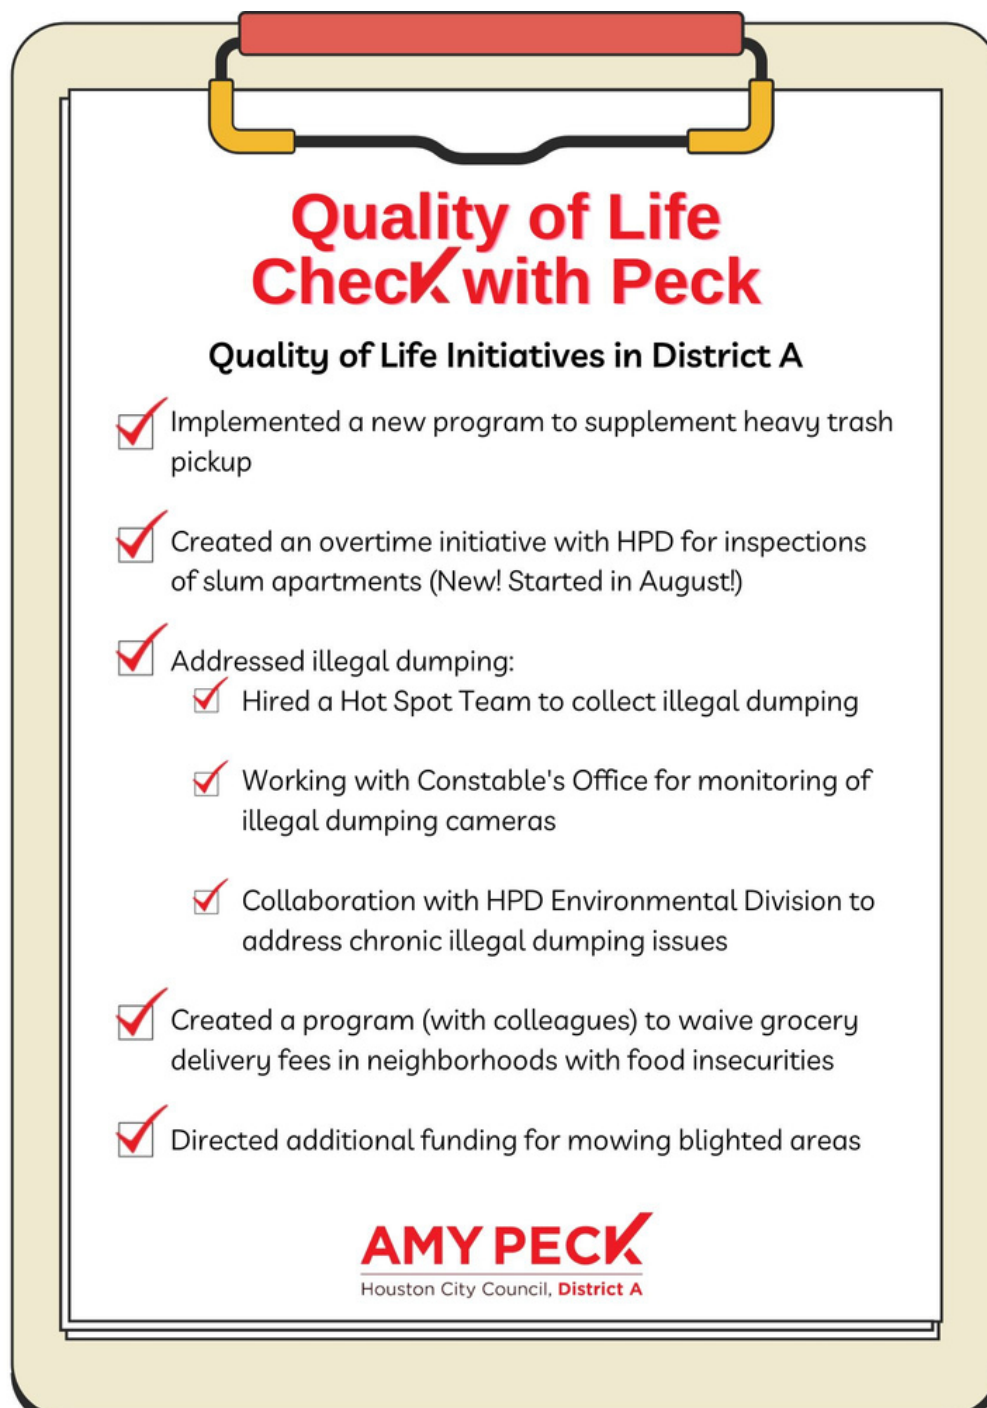 Quality of Life
Check with Peck
Quality of Life Initiatives in District A
Implemented a new program to supplement heavy trash
pickup
Created an overtime initiative with HPD for inspections
of slum apartments (New! Started in August!)
Addressed illegal dumping:
Hired a Hot Spot Team to collect illegal dumping
Working with Constable's Office for monitoring of
illegal dumping cameras
Collaboration with HPD Environmental Division to
address chronic illegal dumping issues
Created a program (with colleagues) to waive grocery
delivery fees in neighborhoods with food insecurities
Directed additional funding for mowing blighted areas
AMY PECK
Houston City Council, District A